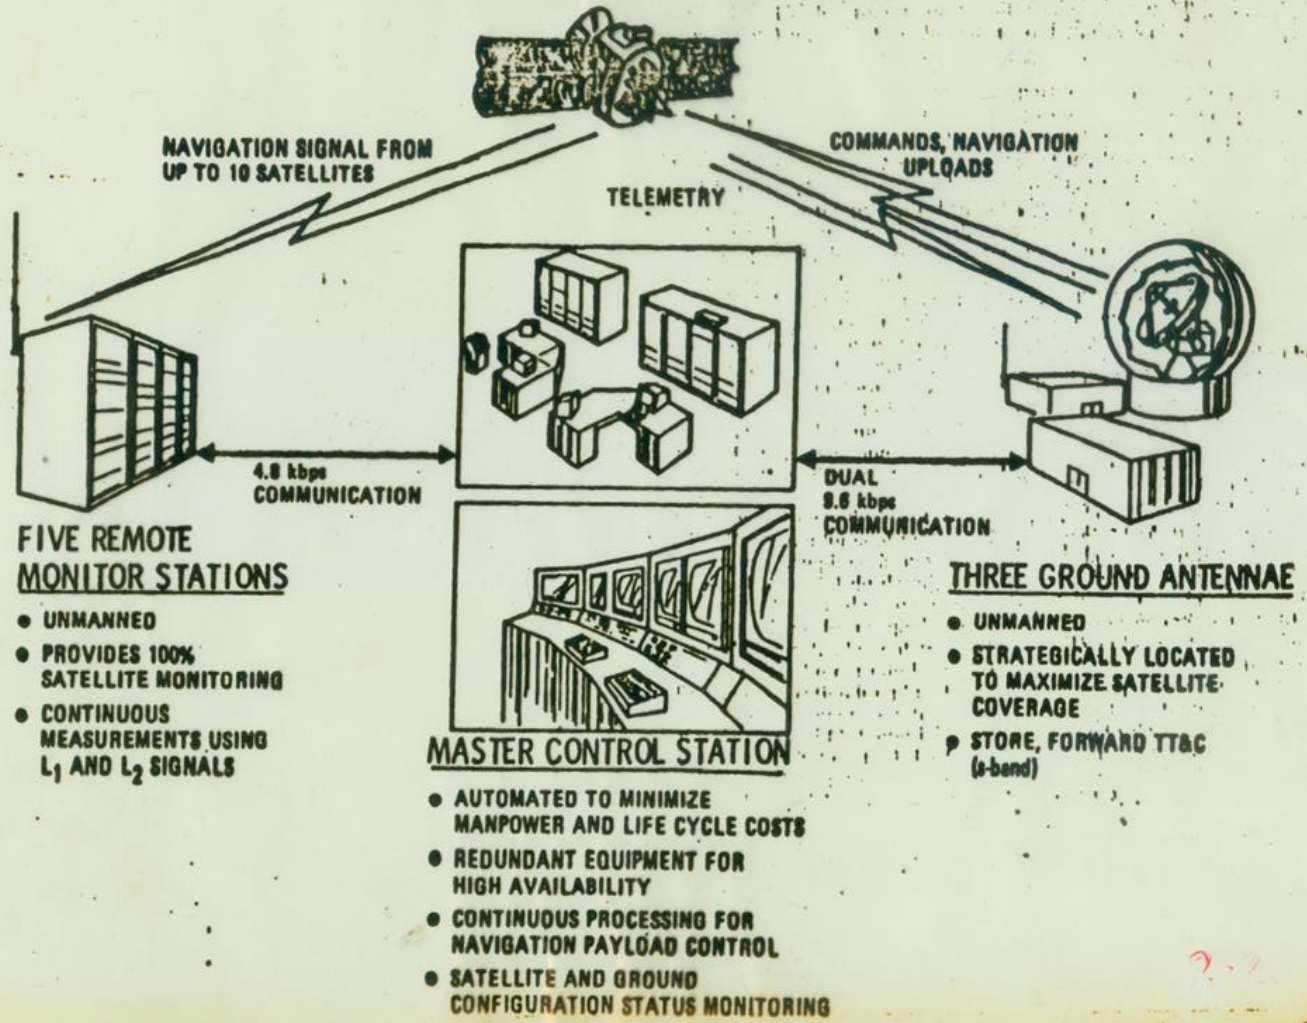 NAVIGATION SIGNAL FROM
UP TO 10 SATELLITES
TELEMETRY
COMMANDS, NAVIGATION
UPLOADS
4.8 kbps
COMMUNICATION
DUAL
9.6 kbps
COMMUNICATION
FIVE REMOTE
MONITOR STATIONS
● UNMANNED
● PROVIDES 100%
SATELLITE MONITORING
● CONTINUOUS
MEASUREMENTS USING
L₁ AND L₂ SIGNALS
MASTER CONTROL STATION
● AUTOMATED TO MINIMIZE
MANPOWER AND LIFE CYCLE COSTS
● REDUNDANT EQUIPMENT FOR
HIGH AVAILABILITY
● CONTINUOUS PROCESSING FOR
NAVIGATION PAYLOAD CONTROL
● SATELLITE AND GROUND
CONFIGURATION STATUS MONITORING
THREE GROUND ANTENNAE
● UNMANNED
● STRATEGICALLY LOCATED
TO MAXIMIZE SATELLITE
COVERAGE
● STORE, FORWARD TT&C
(s-band)